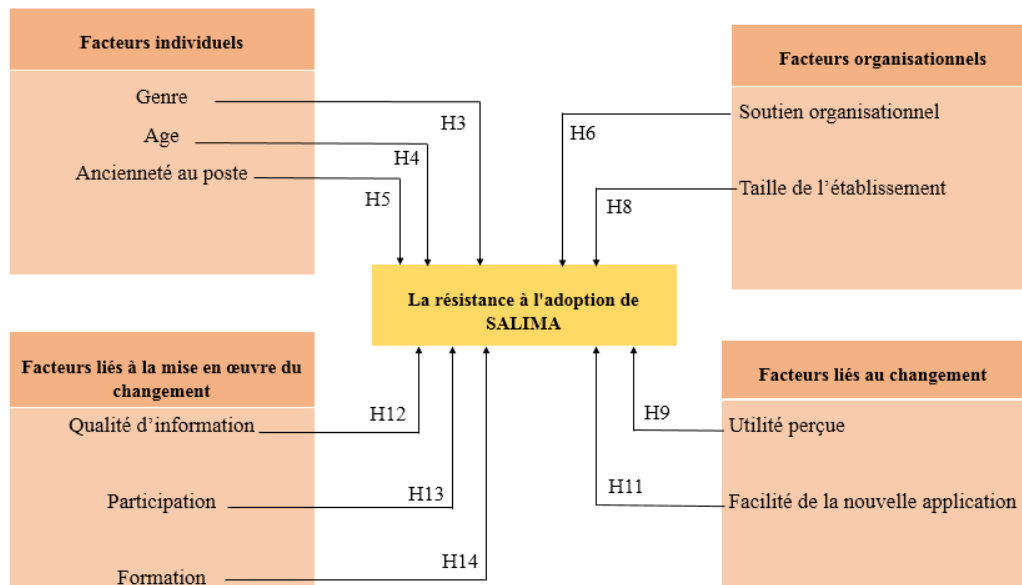 Facteurs individuels
Genre
H3
Age
H4
Ancienneté au poste
H5
Facteurs organisationnels
Soutien organisationnel
H6
Taille de l’établissement
H8
La résistance à l'adoption de
SALIMA
Facteurs liés à la mise en œuvre du
changement
Qualité d’information
H12
Participation
H13
Formation
H14
Facteurs liés au changement
H9
Utilité perçue
H11
Facilité de la nouvelle application